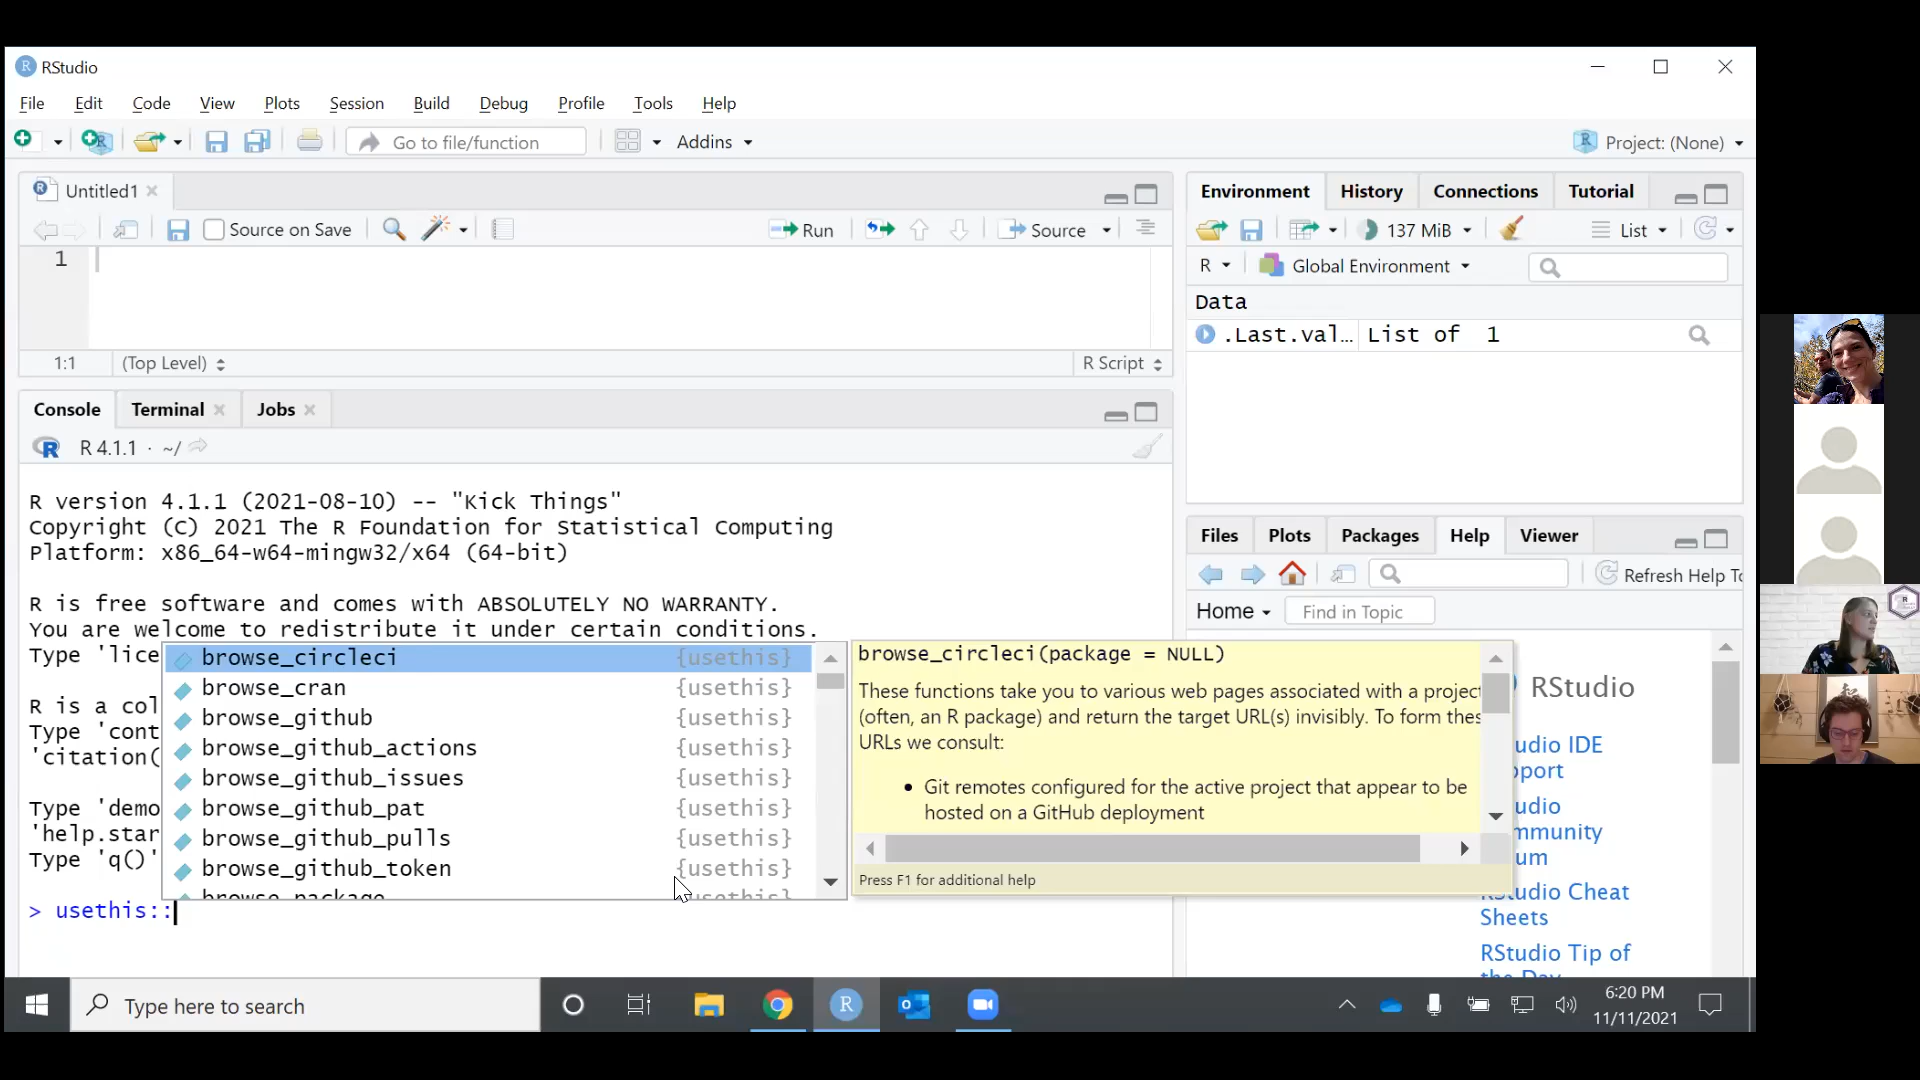 RStudio
File Edit Code View Plots Session Build Debug Profile Tools Help
Go to file/function Addins Project: (None)
Untitled1
Source on Save Run Source
1
1:1 (Top Level) R Script
Console Terminal Jobs
R 4.1.1 · ~/
R version 4.1.1 (2021-08-10) -- "Kick Things"
Copyright (C) 2021 The R Foundation for Statistical Computing
Platform: x86_64-w64-mingw32/x64 (64-bit)
R is free software and comes with ABSOLUTELY NO WARRANTY.
You are welcome to redistribute it under certain conditions.
Type 'lice
R is a col
Type 'cont
'citation(
Type 'demo
'help.star
Type 'q()'
> usethis::
browse_circleci {usethis}
browse_cran {usethis}
browse_github {usethis}
browse_github_actions {usethis}
browse_github_issues {usethis}
browse_github_pat {usethis}
browse_github_pulls {usethis}
browse_github_token {usethis}
browse_package usethis}
browse_circleci(package = NULL)
These functions take you to various web pages associated with a project
(often, an R package) and return the target URL(s) invisibly. To form thes
URLs we consult:
• Git remotes configured for the active project that appear to be
hosted on a GitHub deployment
Press F1 for additional help
Environment History Connections Tutorial
137 MiB List
R Global Environment
Data
.Last.val… List of 1
Files Plots Packages Help Viewer
Refresh Help To
Home Find in Topic
RStudio
udio IDE
pport
udio
mmunity
um
RStudio Cheat
Sheets
RStudio Tip of
the Day
Type here to search
6:20 PM
11/11/2021